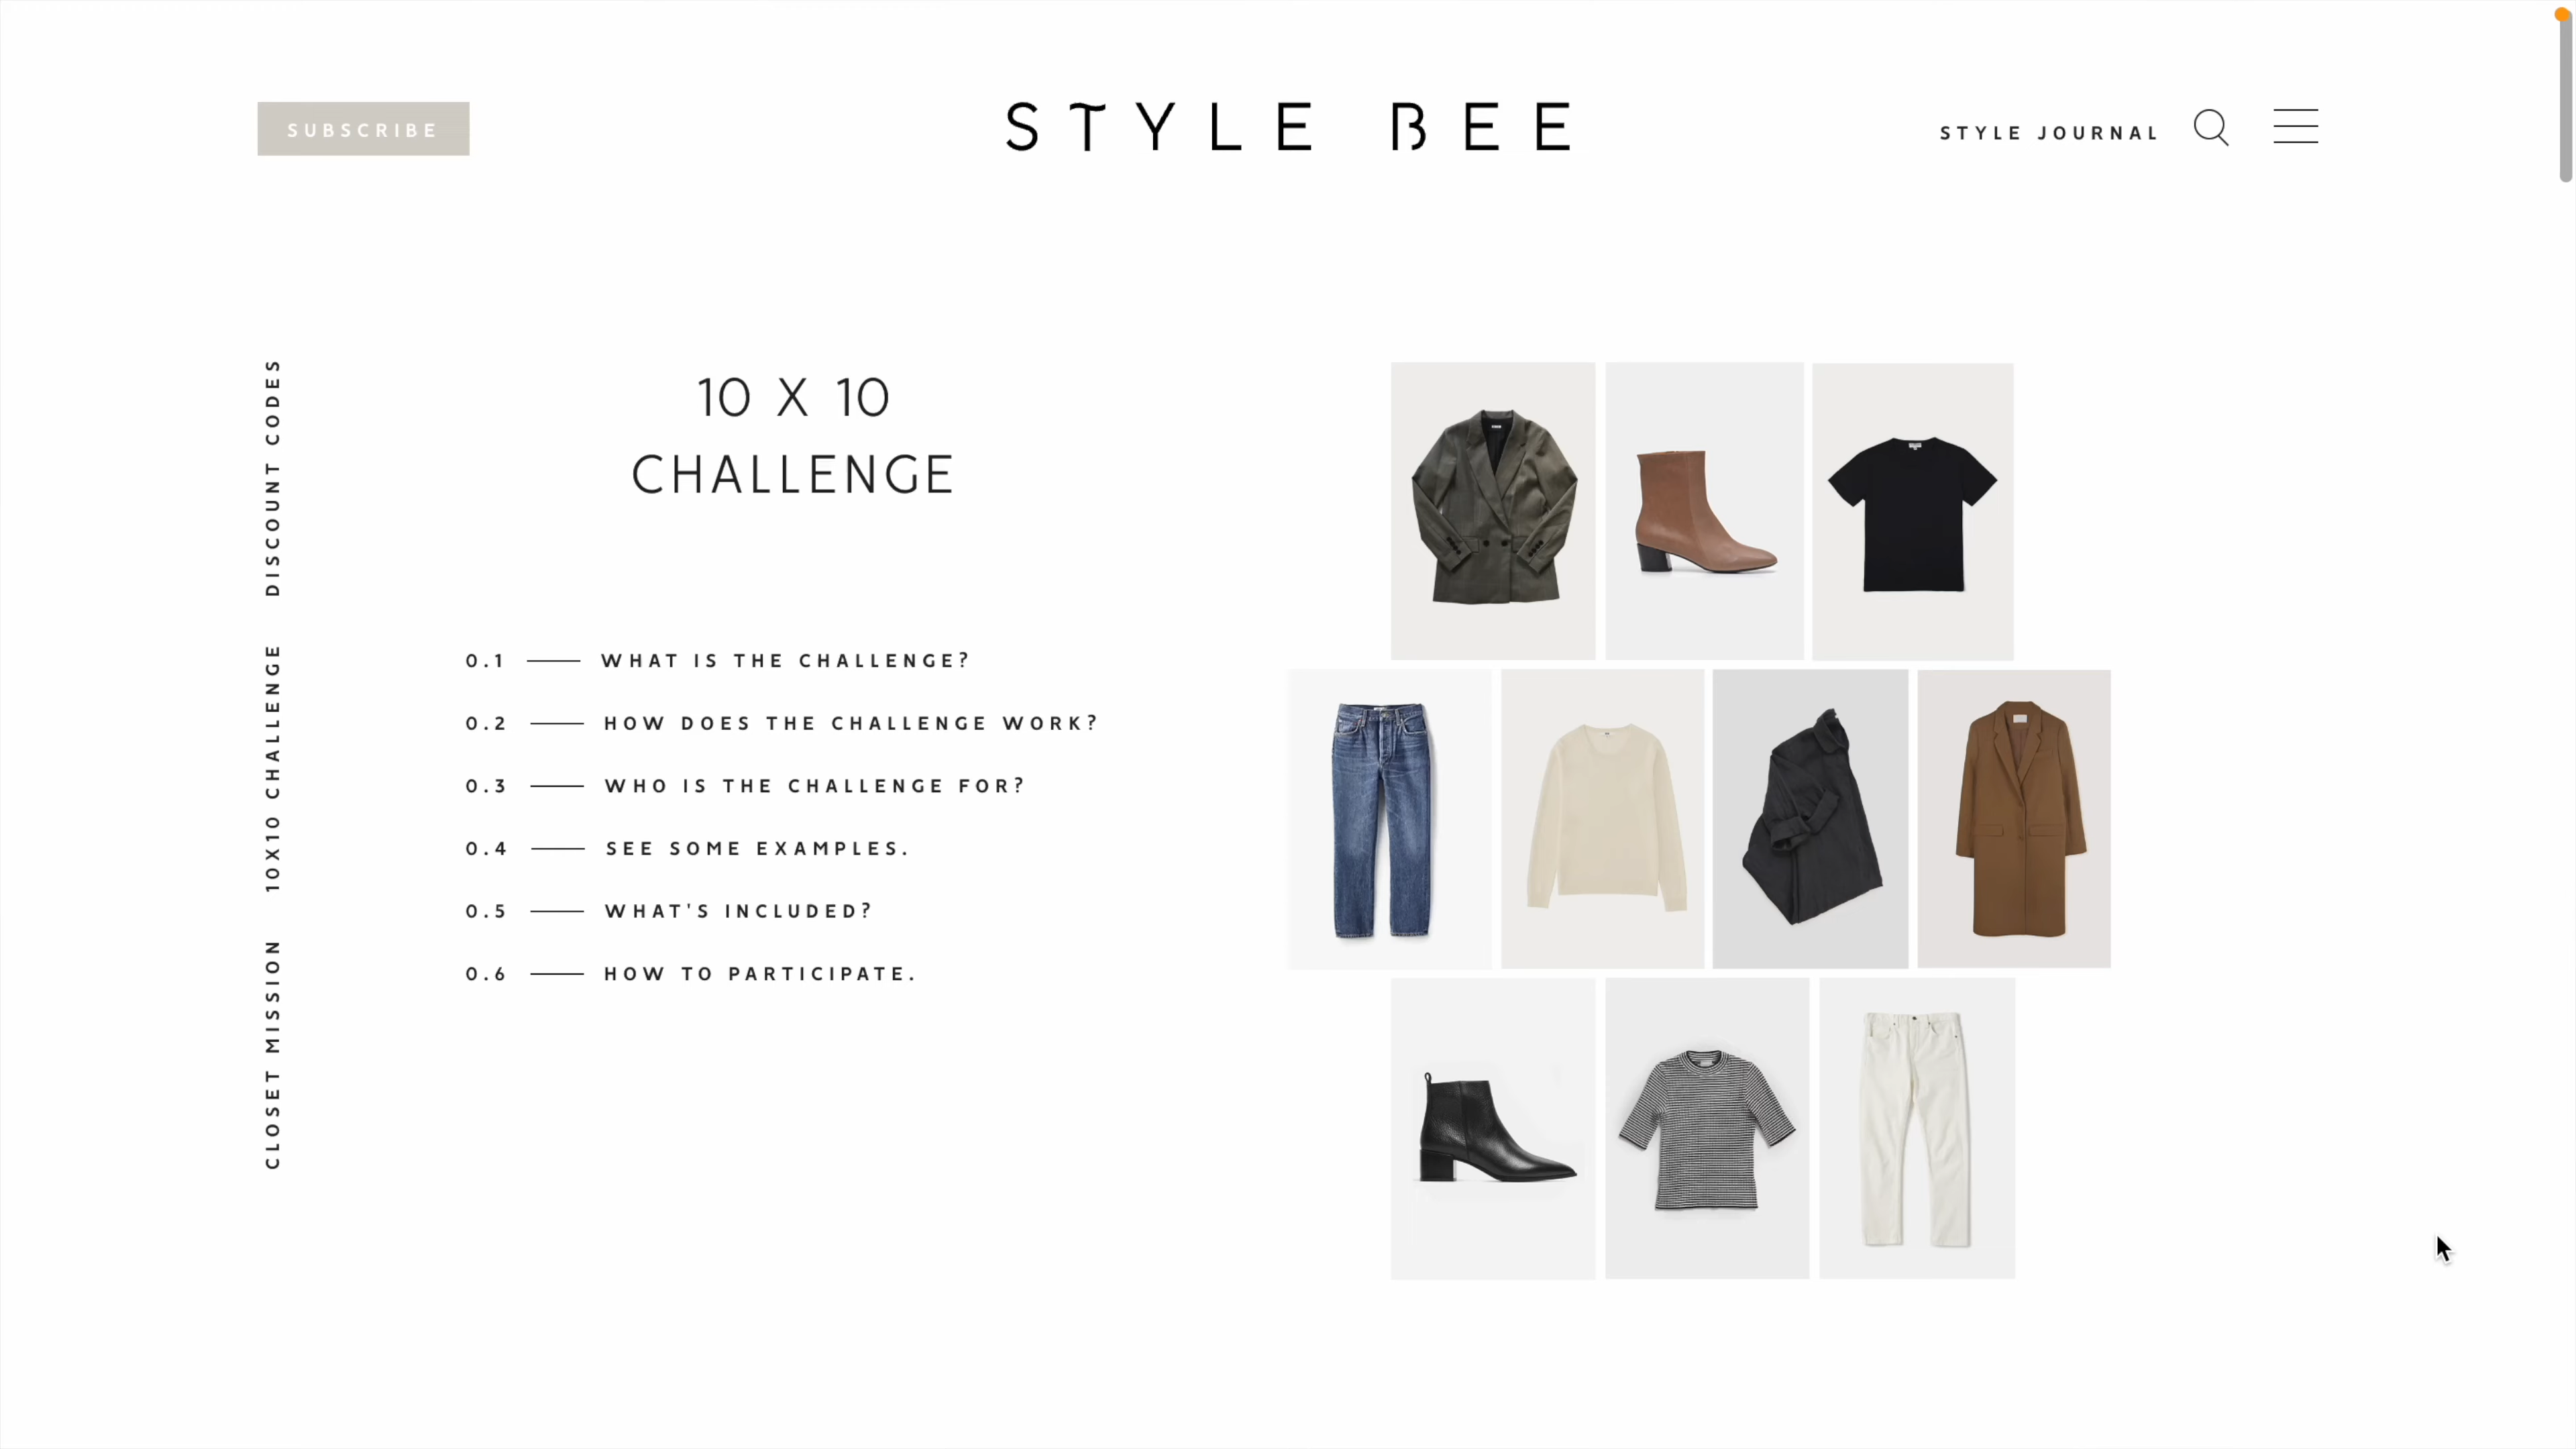 SUBSCRIBE
STYLE BEE
STYLE JOURNAL
DISCOUNT CODES
10X10 CHALLENGE
CLOSET MISSION
10 X 10
CHALLENGE
0.1 WHAT IS THE CHALLENGE?
0.2 HOW DOES THE CHALLENGE WORK?
0.3 WHO IS THE CHALLENGE FOR?
0.4 SEE SOME EXAMPLES.
0.5 WHAT'S INCLUDED?
0.6 HOW TO PARTICIPATE.